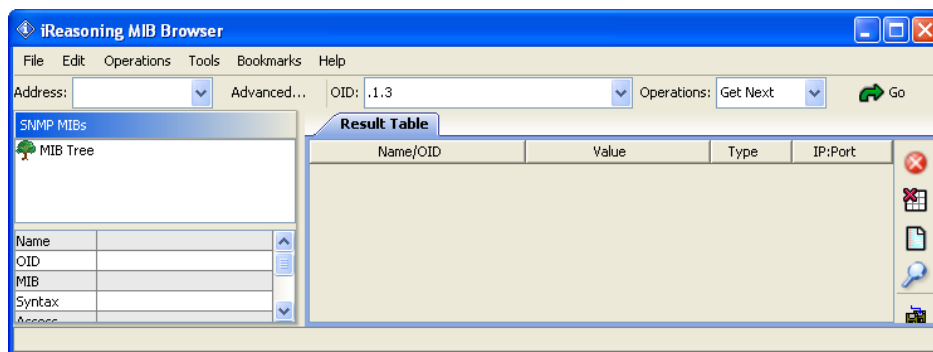 iReasoning MIB Browser
File Edit Operations Tools Bookmarks Help
Address: Advanced... OID: .1.3 Operations: Get Next Go
SNMP MIBs
Result Table
MIB Tree
Name/OID Value Type IP:Port
Name
OID
MIB
Syntax
Access